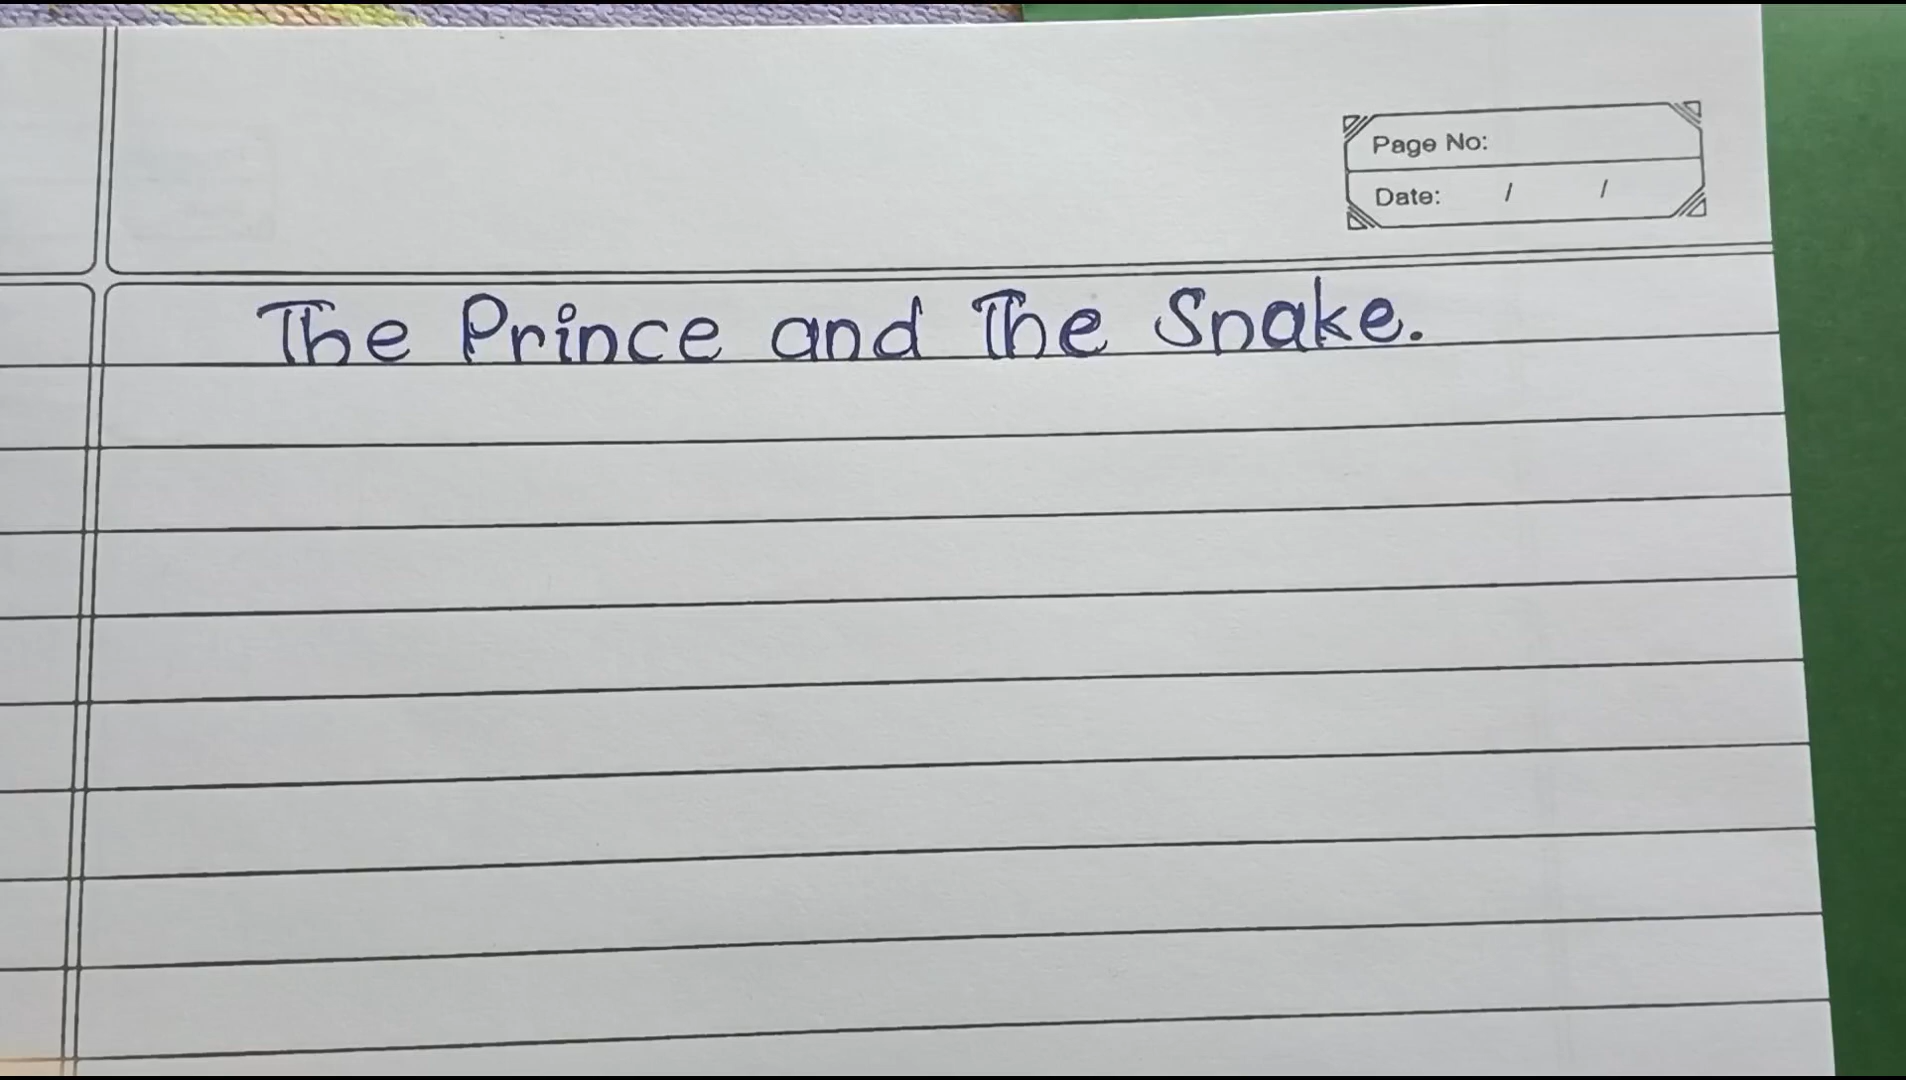 Page No:
Date: / /
The Prince and The Snake.